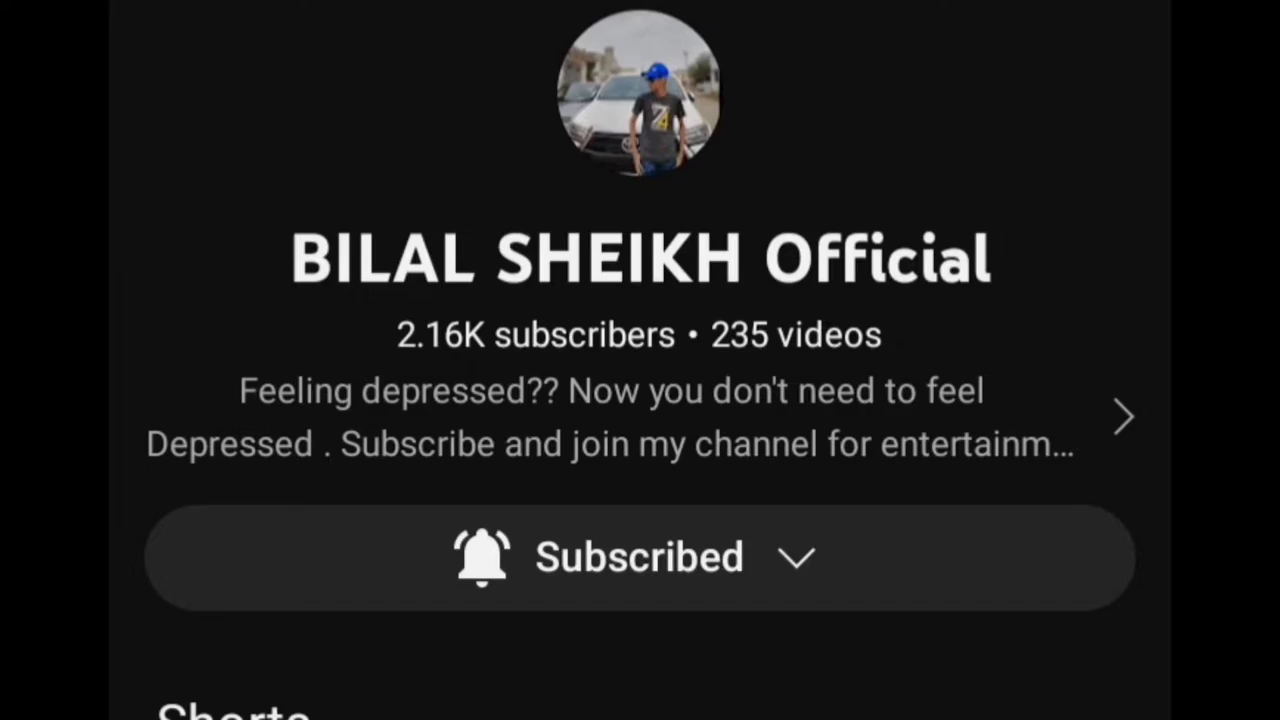 BILAL SHEIKH Official
2.16K subscribers • 235 videos
Feeling depressed?? Now you don't need to feel
Depressed . Subscribe and join my channel for entertainm...
Subscribed
Shorts